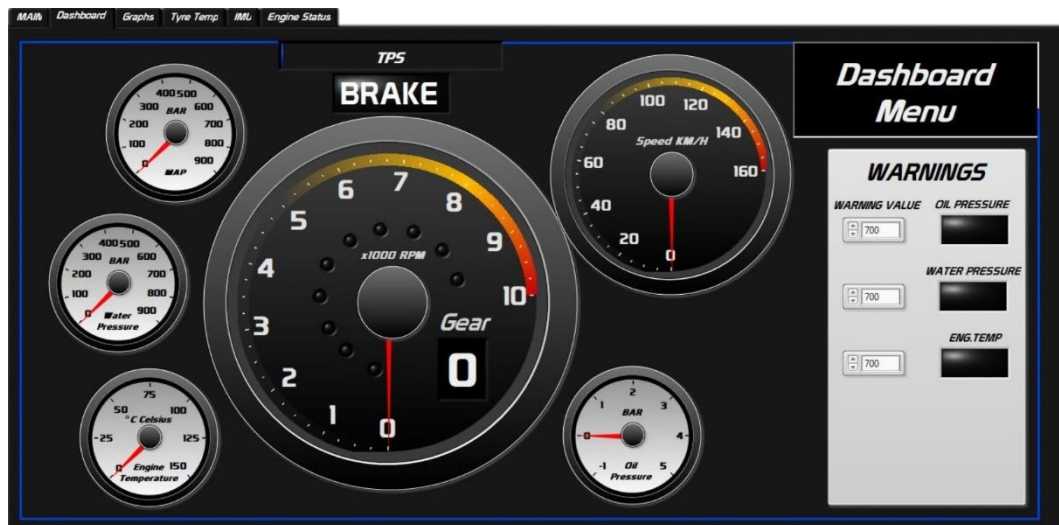 MAIN Dashboard Graphs Tyre Temp IMU Engine Status
TPS
BRAKE
Dashboard
Menu
0 100 200 300 400 500 600 700 800 900
BAR
MAP
0 100 200 300 400 500 600 700 800 900
BAR
Water
Pressure
0 25 50 75 100 125 150
°C Celsius
Engine
Temperature
0 1 2 3 4 5 6 7 8 9 10
x1000 RPM
Gear
0
0 20 40 60 80 100 120 140 160
Speed KM/H
-1 0 1 2 3 4 5
BAR
Oil
Pressure
WARNINGS
WARNING VALUE OIL PRESSURE
700
WATER PRESSURE
700
ENG.TEMP
700